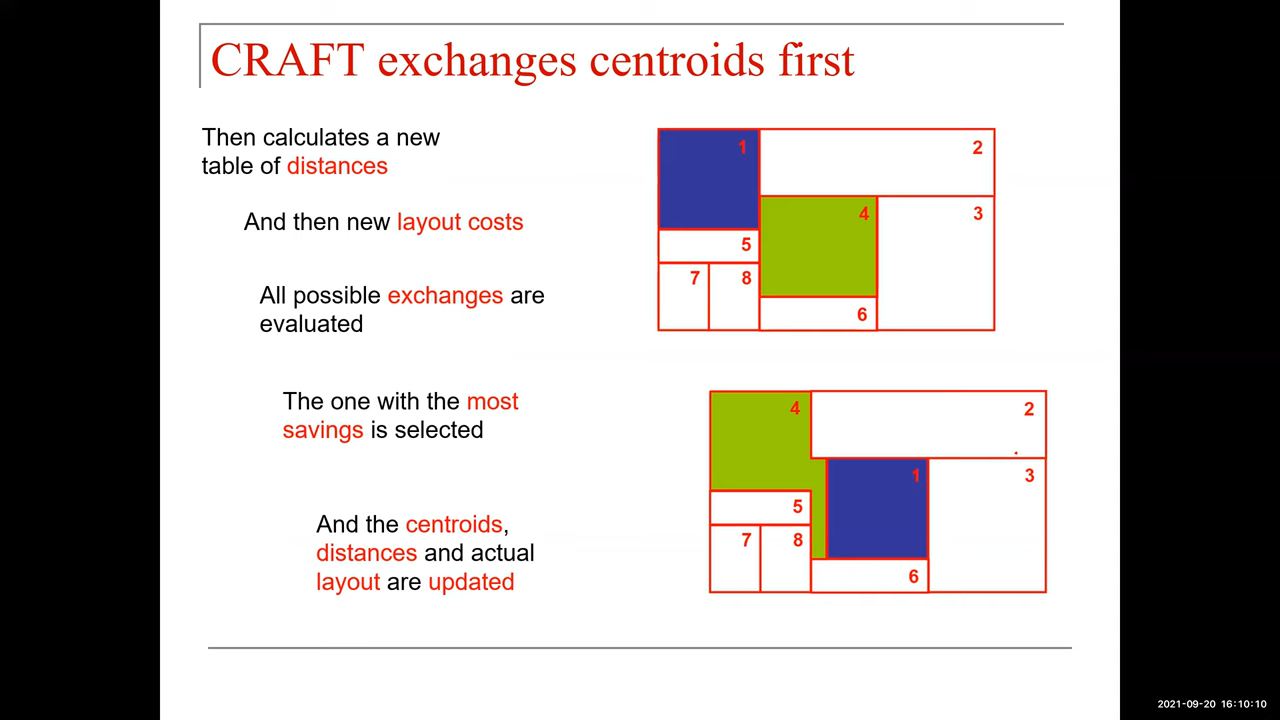 CRAFT exchanges centroids first
Then calculates a new
table of distances
And then new layout costs
All possible exchanges are
evaluated
The one with the most
savings is selected
And the centroids,
distances and actual
layout are updated
1
2
4
3
5
7
8
6
4
2
1
3
5
7
8
6
2021-09-20 16:10:10